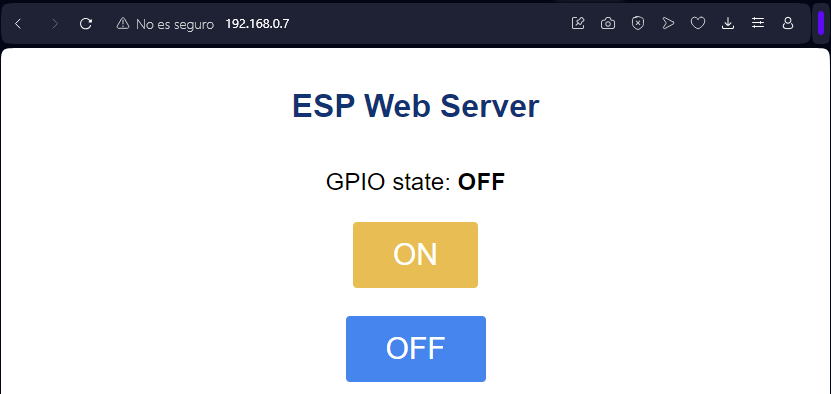 No es seguro 192.168.0.7
ESP Web Server
GPIO state: OFF
ON
OFF